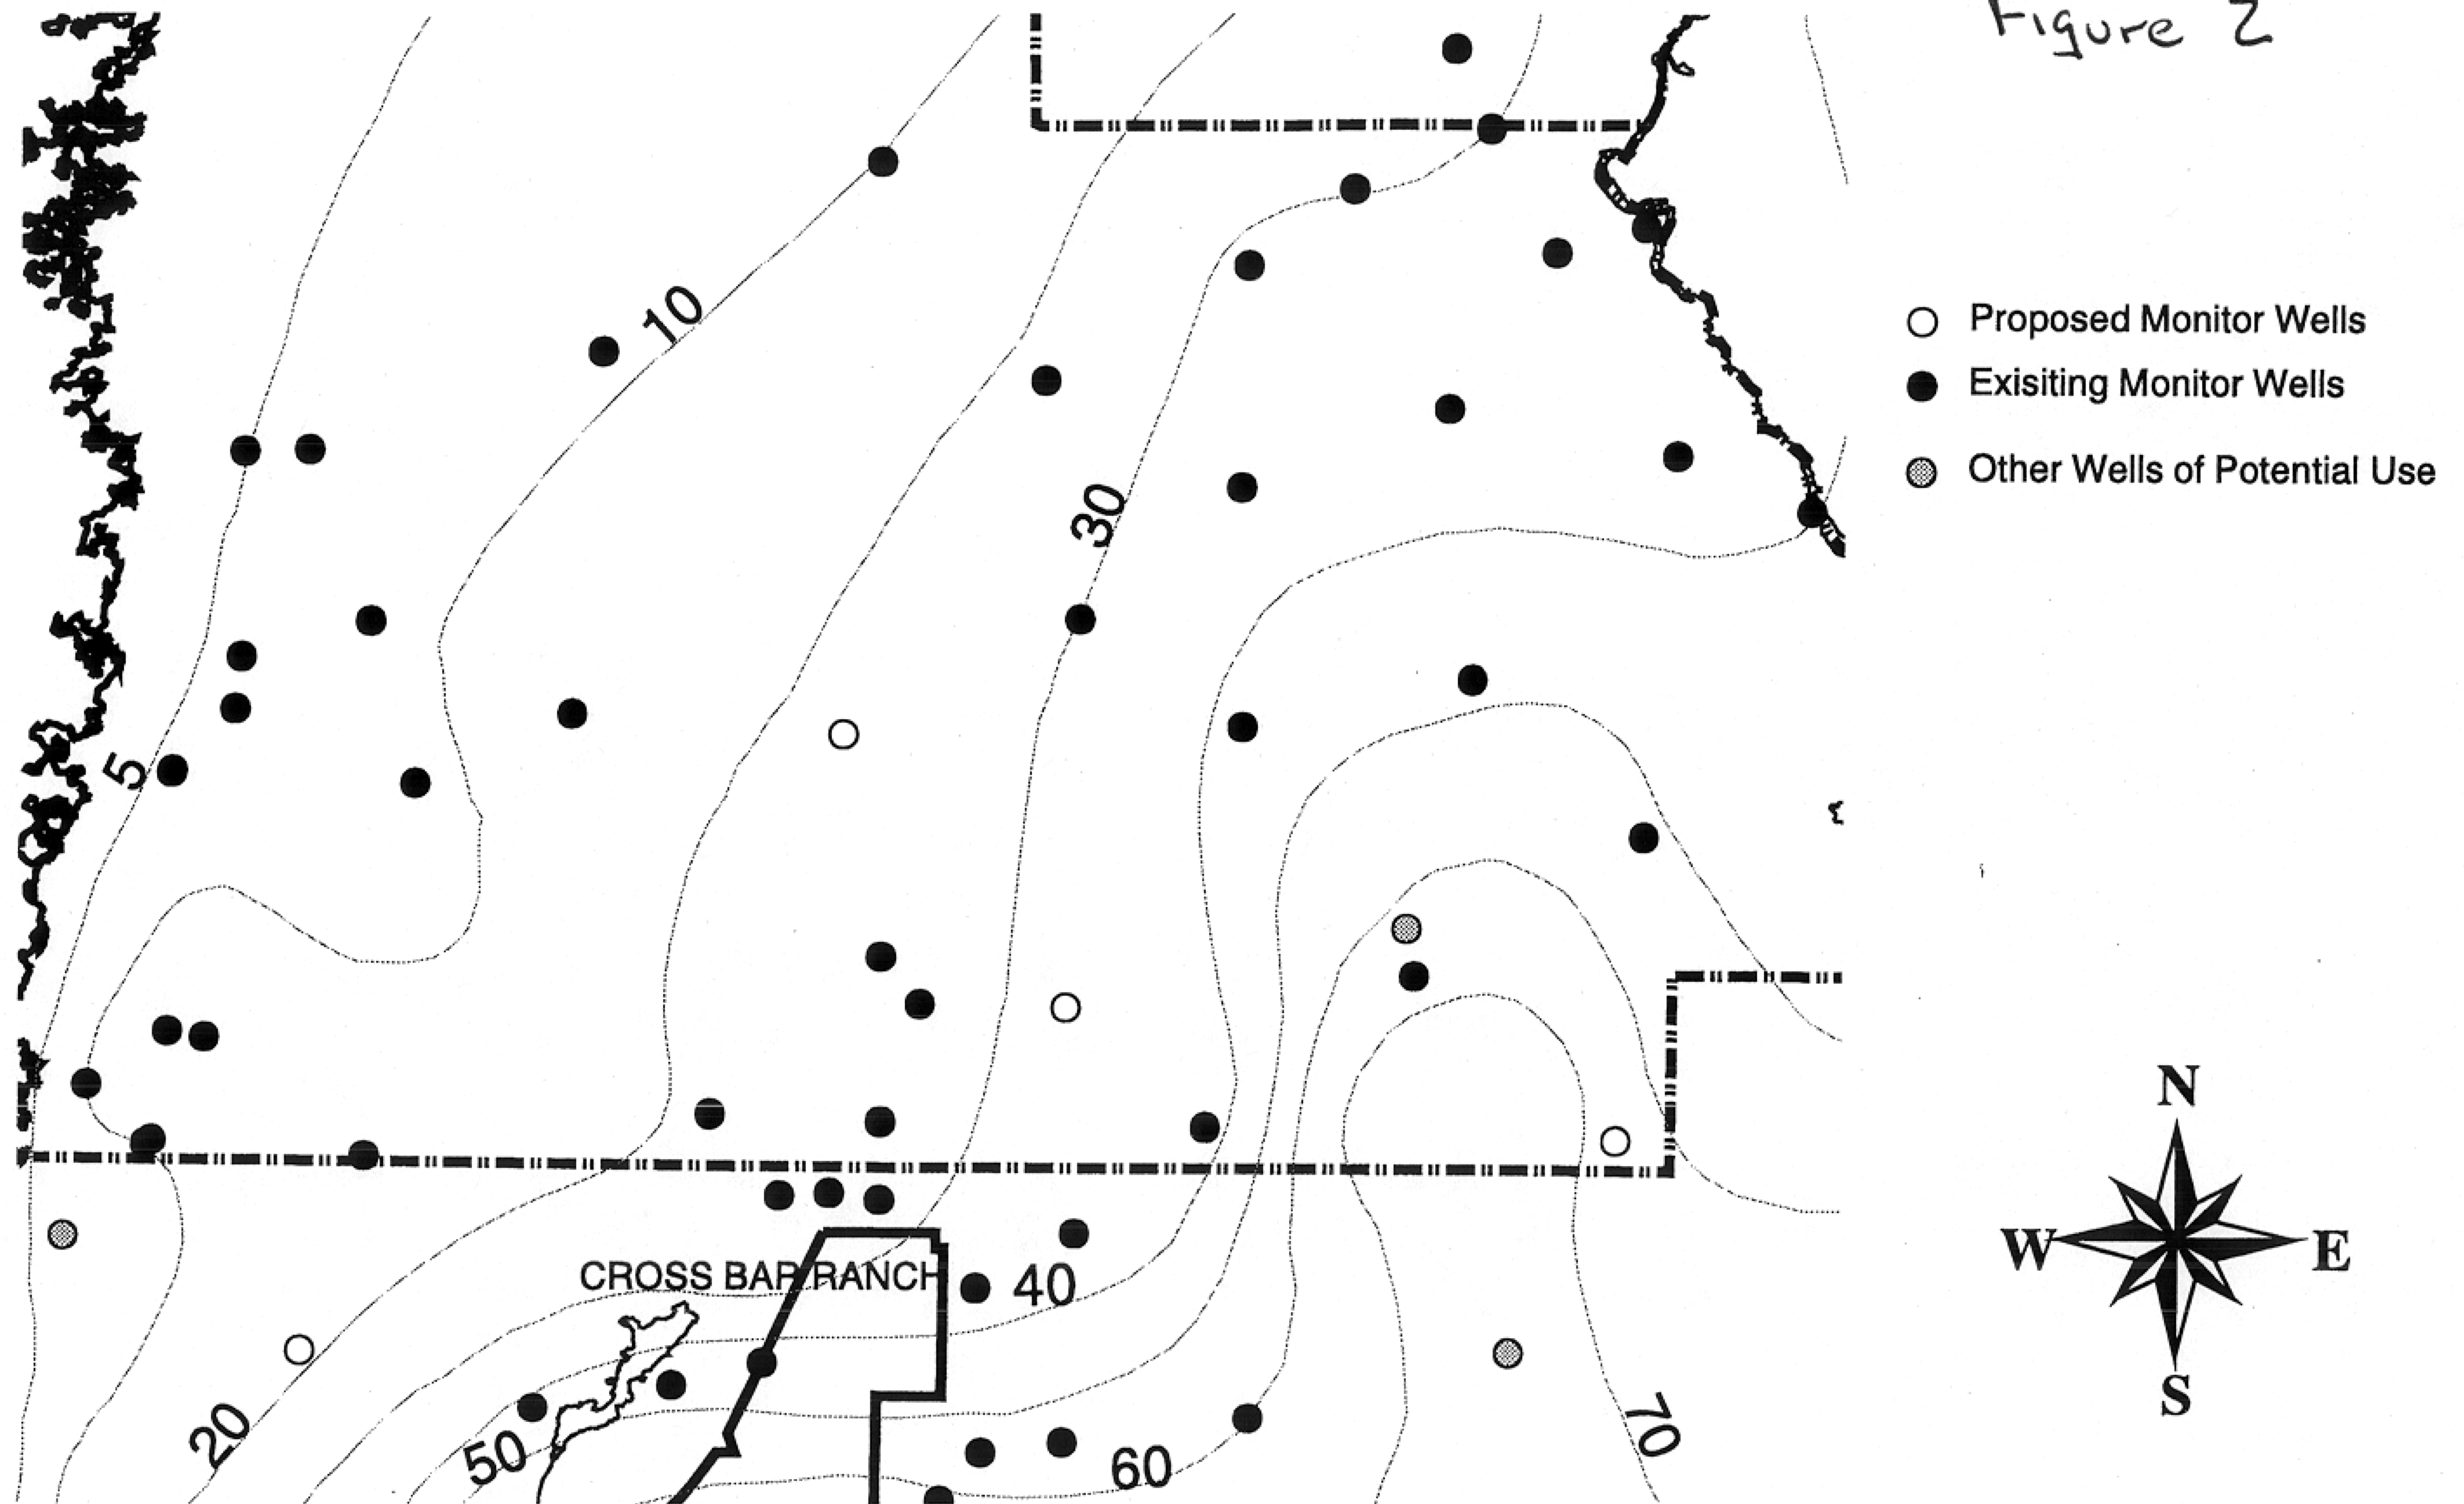 Figure 2
10
Proposed Monitor Wells
Exisiting Monitor Wells
Other Wells of Potential Use
30
5
N
W E
S
CROSS BAR RANCH
40
20
50
60
70